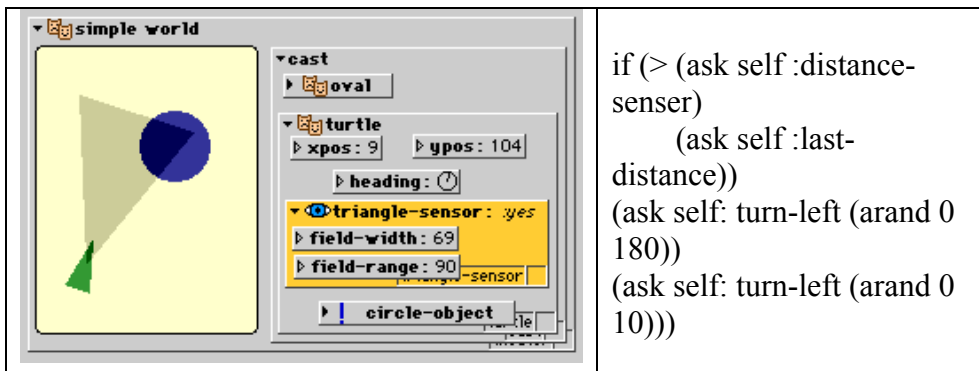 simple world
cast
oval
turtle
xpos: 9
ypos: 104
heading:
triangle-sensor: yes
field-width: 69
field-range: 90
-sensor
circle-object
if (> (ask self :distance-
senser)
(ask self :last-
distance))
(ask self: turn-left (arand 0
180))
(ask self: turn-left (arand 0
10)))